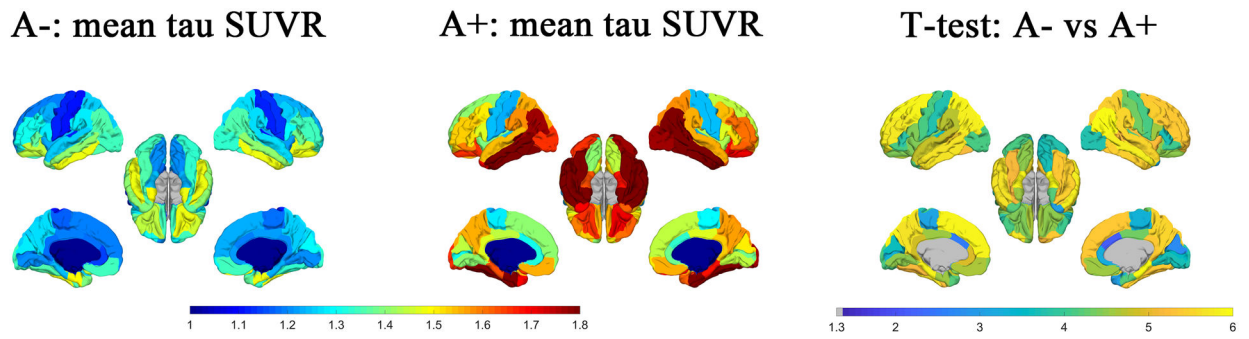 A-: mean tau SUVR
A+: mean tau SUVR
T-test: A- vs A+
1 1.1 1.2 1.3 1.4 1.5 1.6 1.7 1.8
1.3 2 3 4 5 6